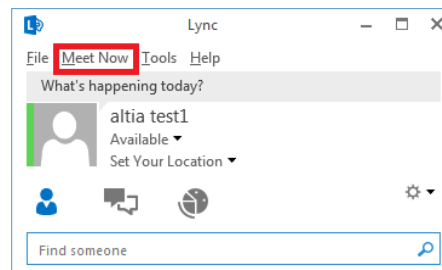 Lync
File Meet Now Tools Help
What's happening today?
altia test1
Available
Set Your Location
Find someone